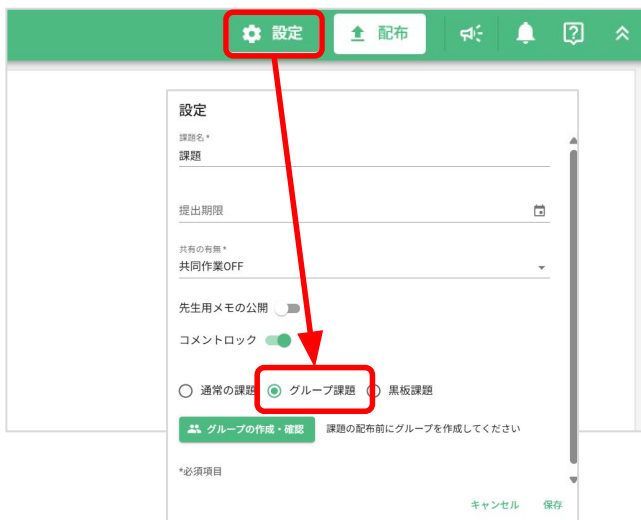 設定 配布
設定
課題名*
課題
提出期限
共有の有無*
共同作業OFF
先生用メモの公開
コメントロック
通常の課題 グループ課題 黒板課題
グループの作成・確認 課題の配布前にグループを作成してください
*必須項目
キャンセル 保存